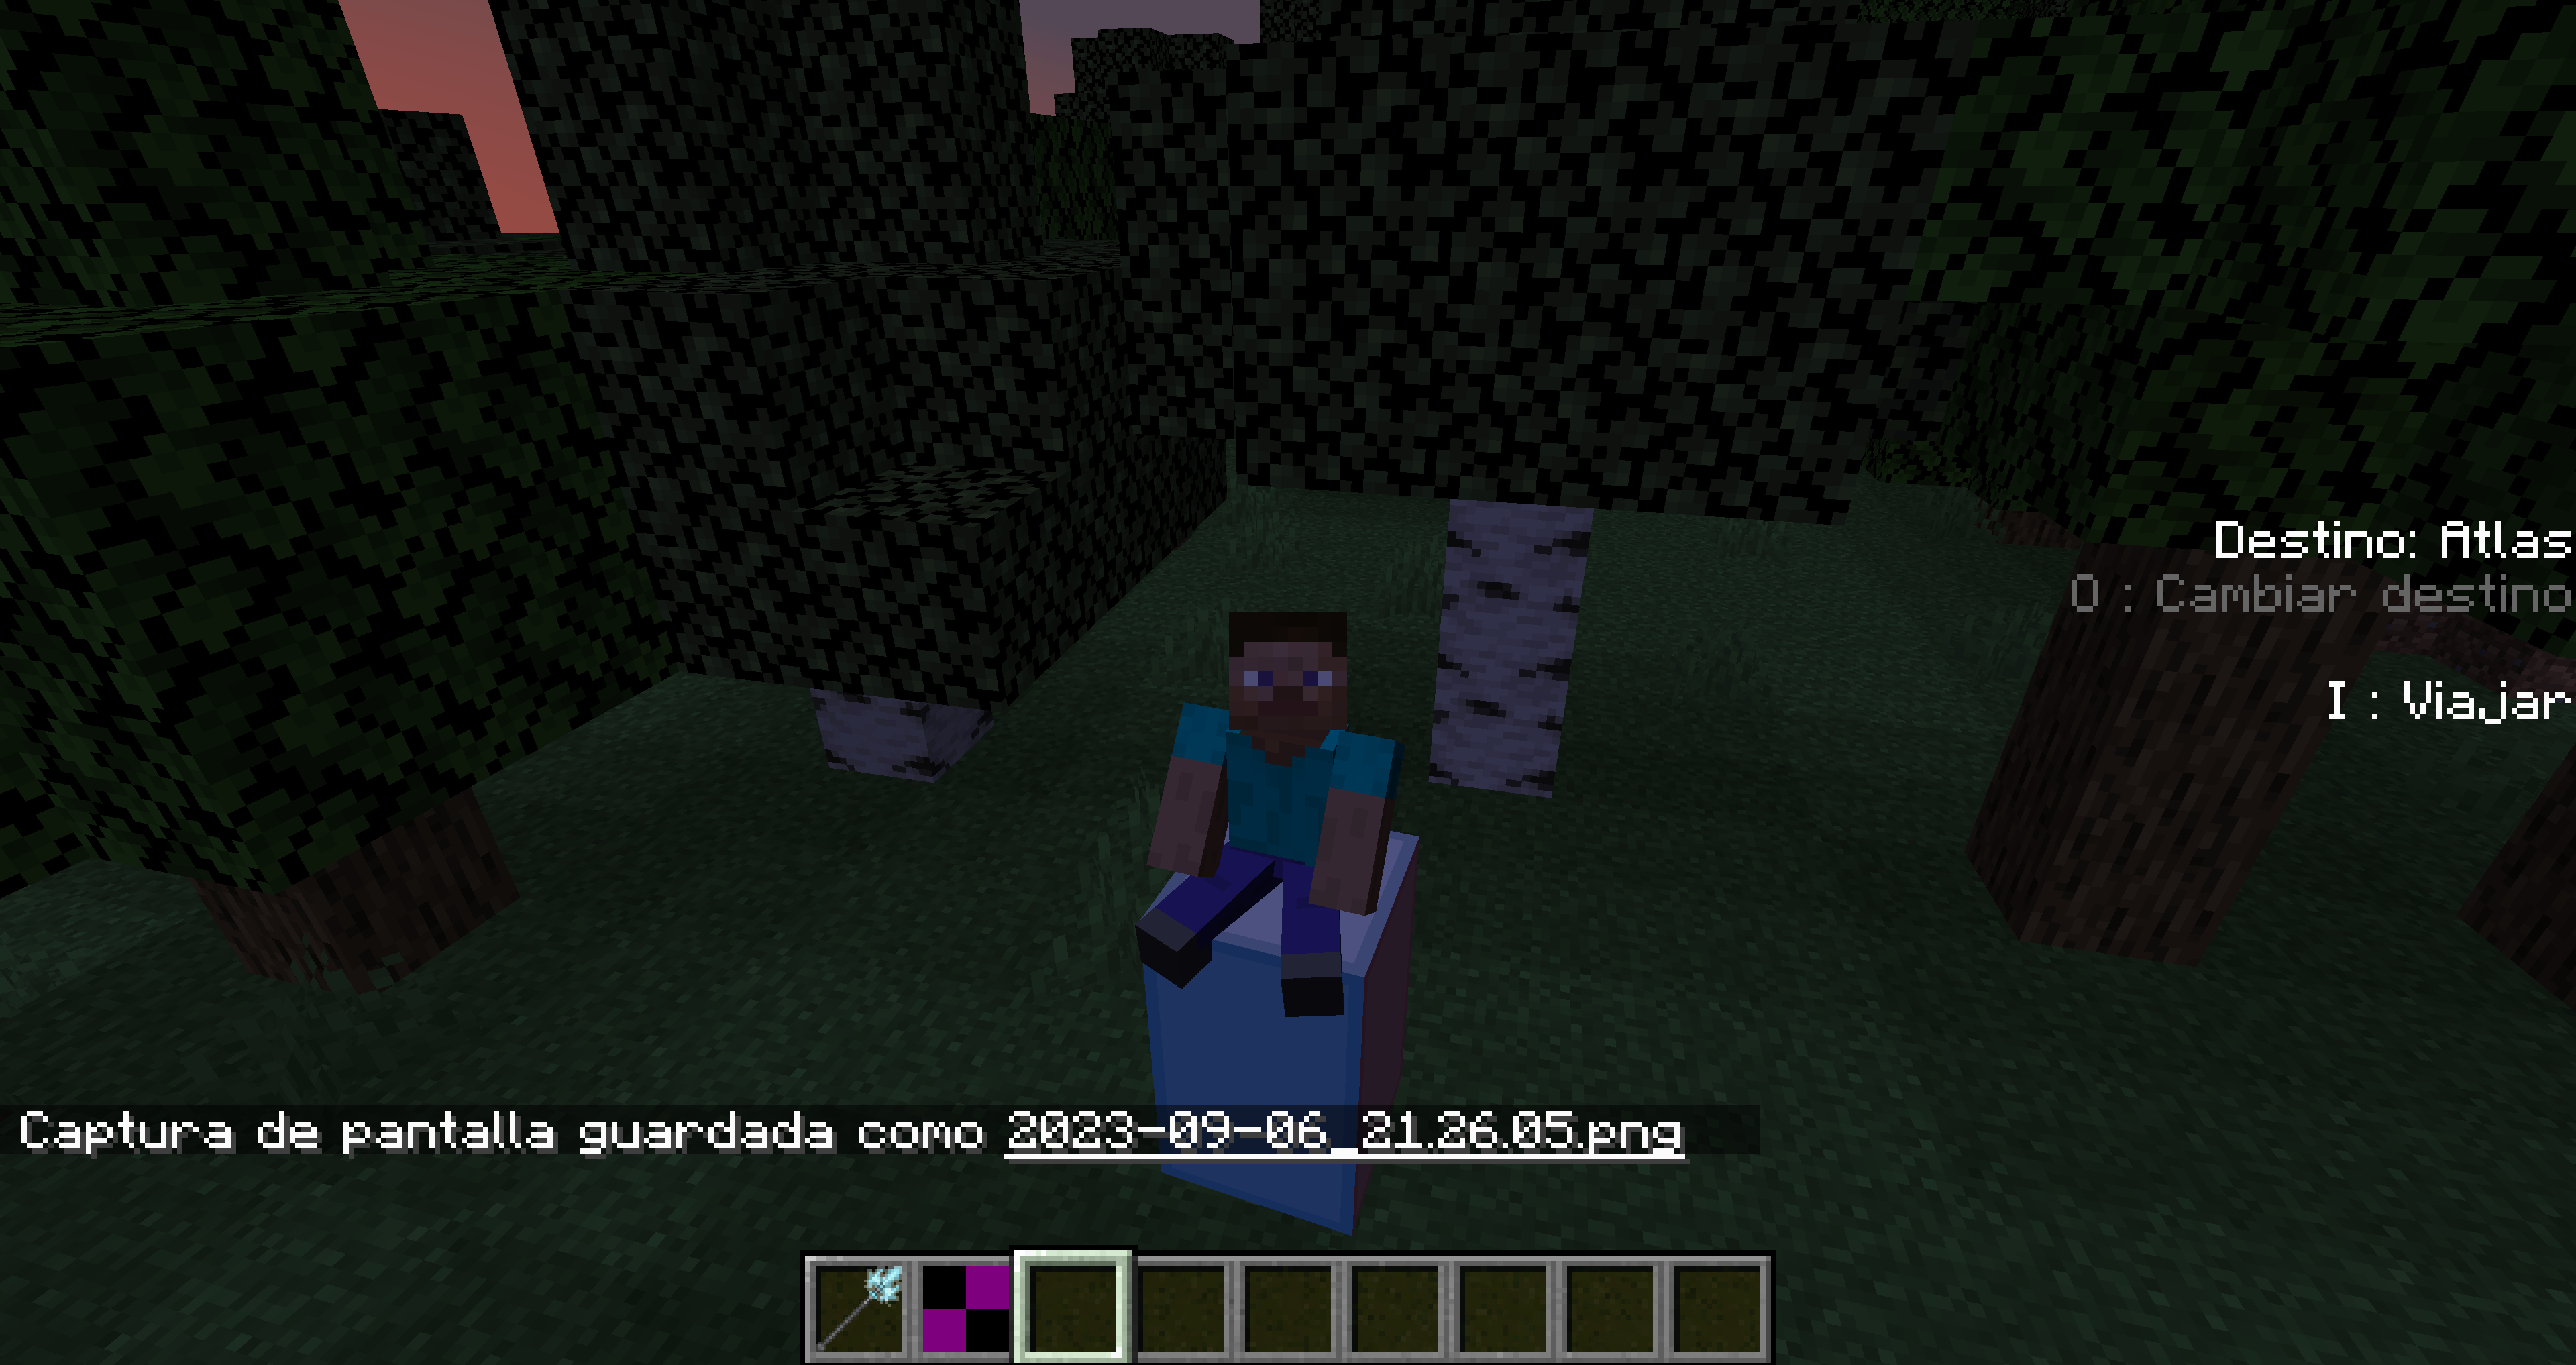 Destino: Atlas
O : Cambiar destino
I : Viajar
Captura de pantalla guardada como 2023-09-06_21.26.05.png